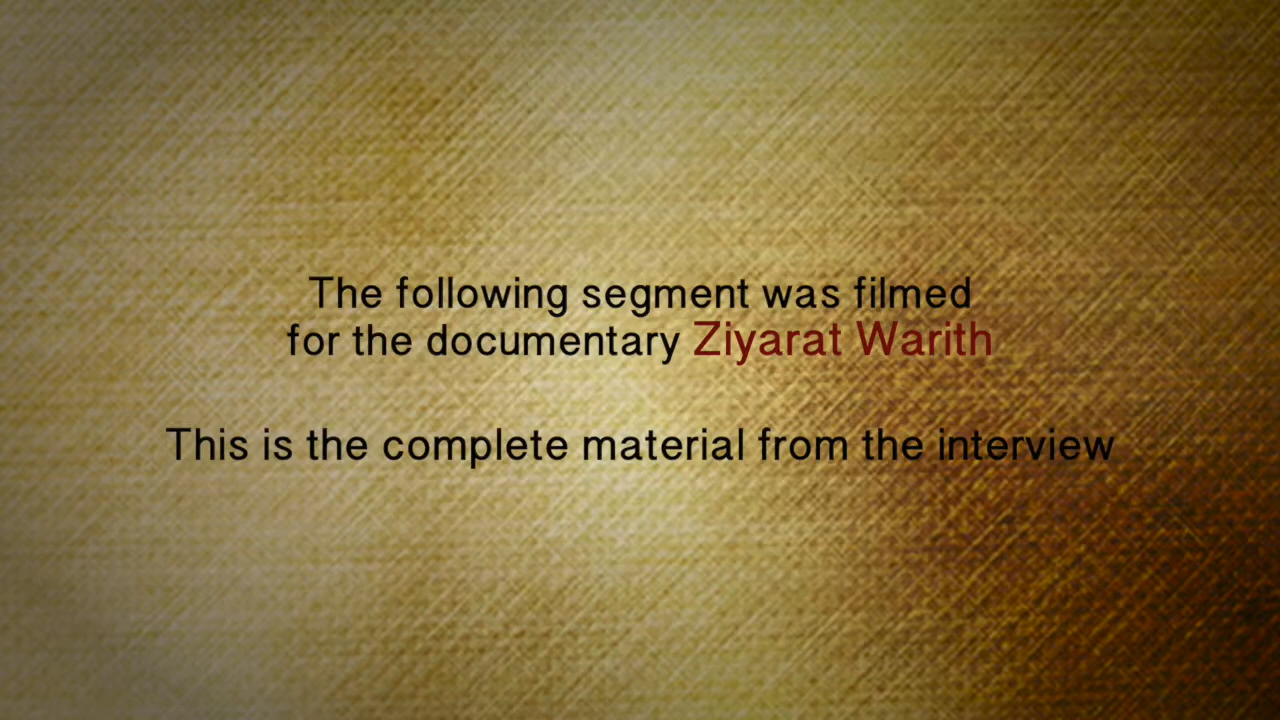 The following segment was filmed
for the documentary Ziyarat Warith
This is the complete material from the interview